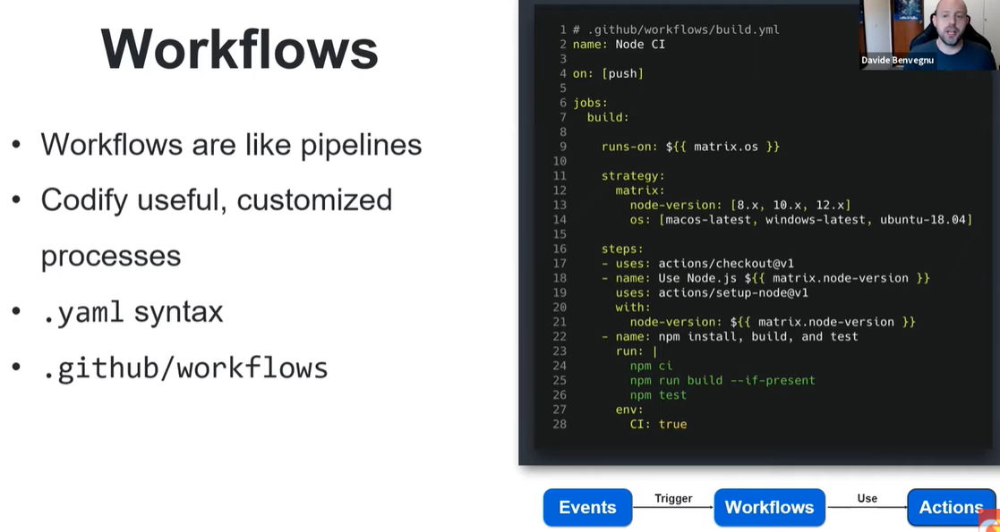 Workflows
• Workflows are like pipelines
• Codify useful, customized
processes
• .yaml syntax
• .github/workflows
1 # .github/workflows/build.yml
2 name: Node CI
3
4 on: [push]
5
6 jobs:
7   build:
8
9     runs-on: ${{ matrix.os }}
10
11     strategy:
12       matrix:
13         node-version: [8.x, 10.x, 12.x]
14         os: [macos-latest, windows-latest, ubuntu-18.04]
15
16     steps:
17     - uses: actions/checkout@v1
18     - name: Use Node.js ${{ matrix.node-version }}
19       uses: actions/setup-node@v1
20       with:
21         node-version: ${{ matrix.node-version }}
22     - name: npm install, build, and test
23       run: |
24         npm ci
25         npm run build --if-present
26         npm test
27       env:
28         CI: true
Davide Benvegnu
Events
Trigger
Workflows
Use
Actions